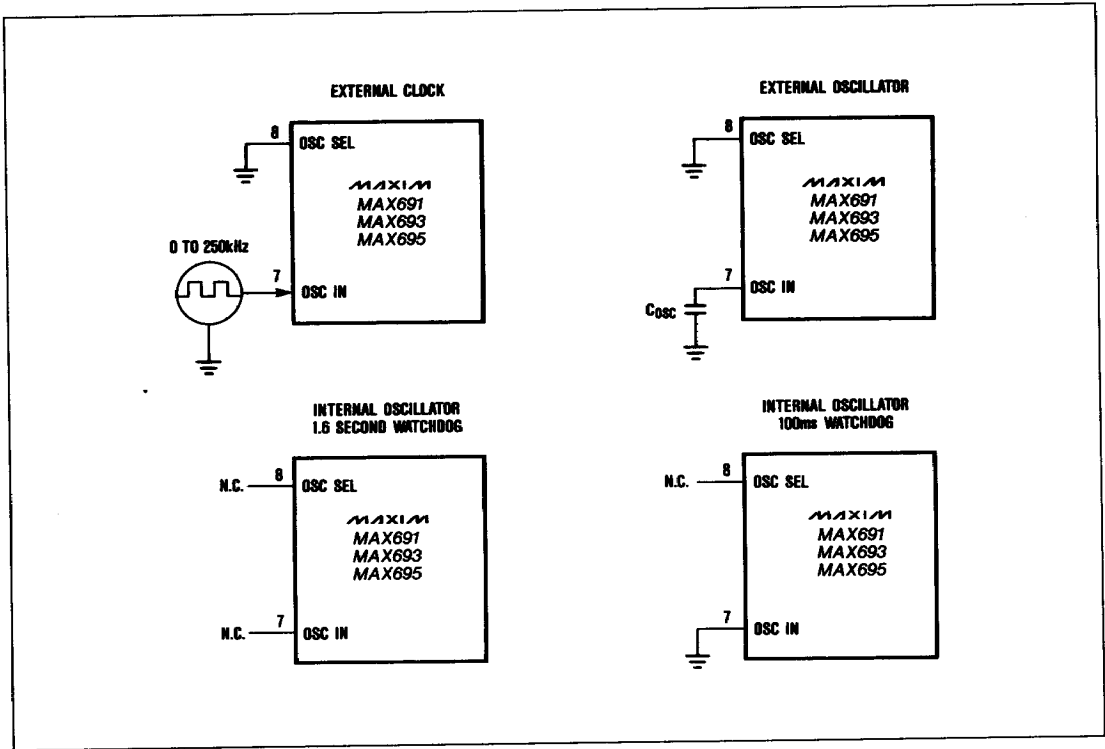 EXTERNAL CLOCK
8
OSC SEL
MAXIM
MAX691
MAX693
MAX695
0 TO 250kHz
7
OSC IN
EXTERNAL OSCILLATOR
8
OSC SEL
MAXIM
MAX691
MAX693
MAX695
7
OSC IN
COSC
INTERNAL OSCILLATOR
1.6 SECOND WATCHDOG
N.C.
8
OSC SEL
MAXIM
MAX691
MAX693
MAX695
N.C.
7
OSC IN
INTERNAL OSCILLATOR
100ms WATCHDOG
N.C.
8
OSC SEL
MAXIM
MAX691
MAX693
MAX695
7
OSC IN